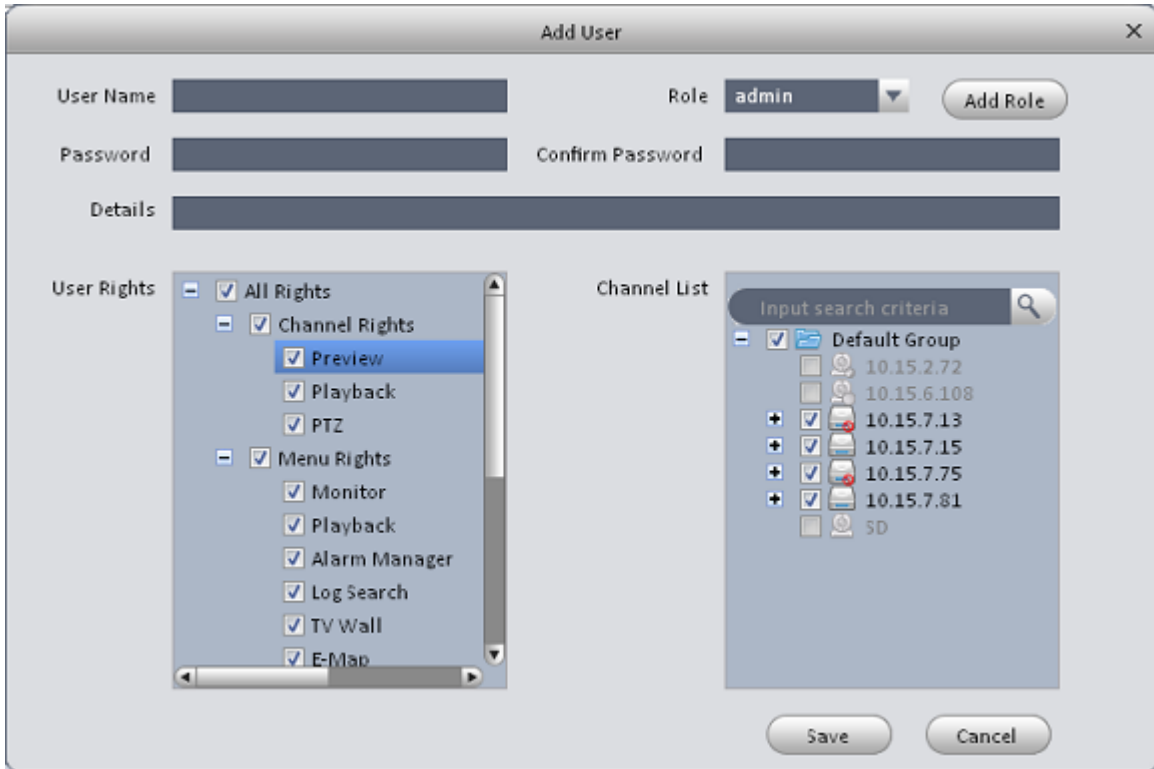 Add User
User Name
Role
admin
Add Role
Password
Confirm Password
Details
User Rights
All Rights
Channel Rights
Preview
Playback
PTZ
Menu Rights
Monitor
Playback
Alarm Manager
Log Search
TV Wall
E-Map
Channel List
Input search criteria
Default Group
10.15.2.72
10.15.6.108
10.15.7.13
10.15.7.15
10.15.7.75
10.15.7.81
SD
Save
Cancel